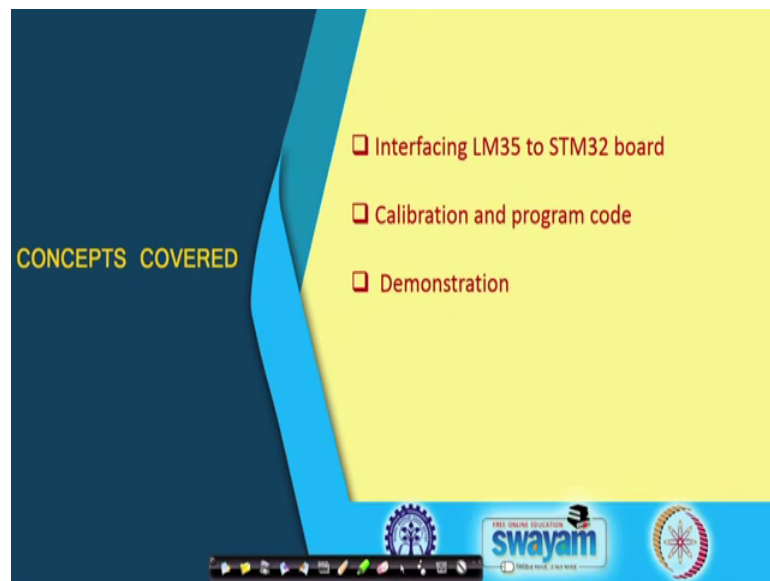 CONCEPTS COVERED
Interfacing LM35 to STM32 board
Calibration and program code
Demonstration
FREE ONLINE EDUCATION
swayam